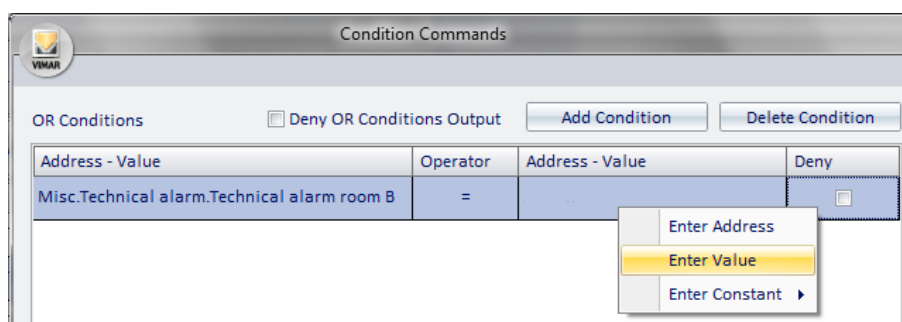 Condition Commands
VIMAR
OR Conditions Deny OR Conditions Output Add Condition Delete Condition
Address - Value Operator Address - Value Deny
Misc.Technical alarm.Technical alarm room B =
Enter Address
Enter Value
Enter Constant